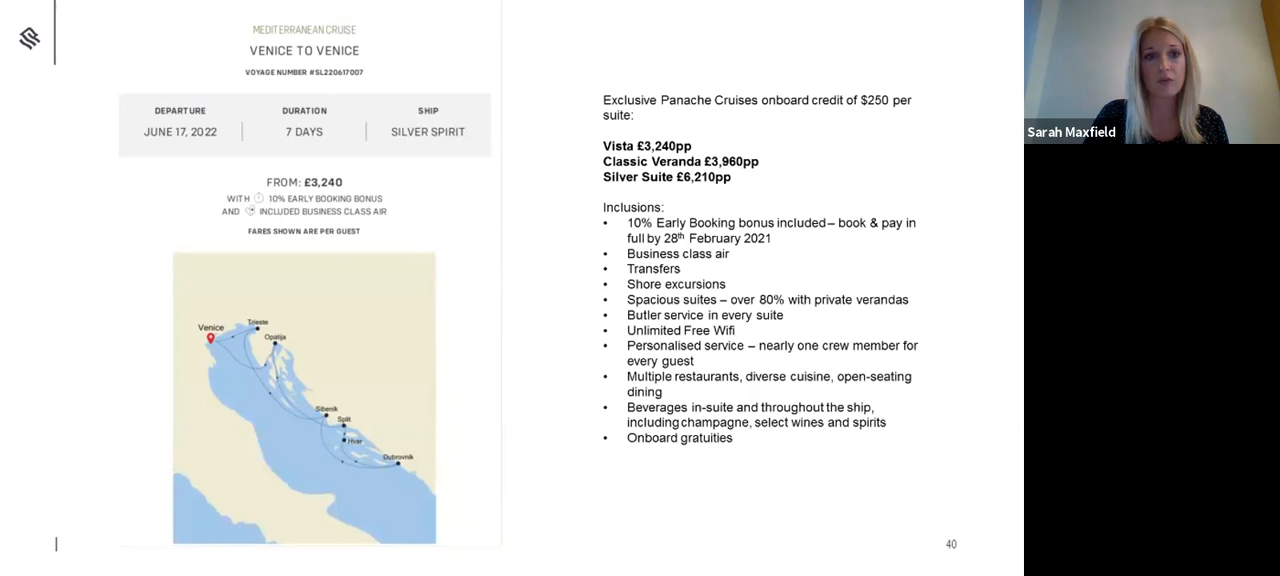 MEDITERRANEAN CRUISE
VENICE TO VENICE
VOYAGE NUMBER #SL220617007
DEPARTURE
JUNE 17, 2022
DURATION
7 DAYS
SHIP
SILVER SPIRIT
FROM: £3,240
WITH 10% EARLY BOOKING BONUS
AND INCLUDED BUSINESS CLASS AIR
FARES SHOWN ARE PER GUEST
Venice
Trieste
Opatija
Sibenik
Split
Hvar
Dubrovnik
Exclusive Panache Cruises onboard credit of $250 per
suite:
Vista £3,240pp
Classic Veranda £3,960pp
Silver Suite £6,210pp
Inclusions:
• 10% Early Booking bonus included – book & pay in
full by 28th February 2021
• Business class air
• Transfers
• Shore excursions
• Spacious suites – over 80% with private verandas
• Butler service in every suite
• Unlimited Free Wifi
• Personalised service – nearly one crew member for
every guest
• Multiple restaurants, diverse cuisine, open-seating
dining
• Beverages in-suite and throughout the ship,
including champagne, select wines and spirits
• Onboard gratuities
40
Sarah Maxfield